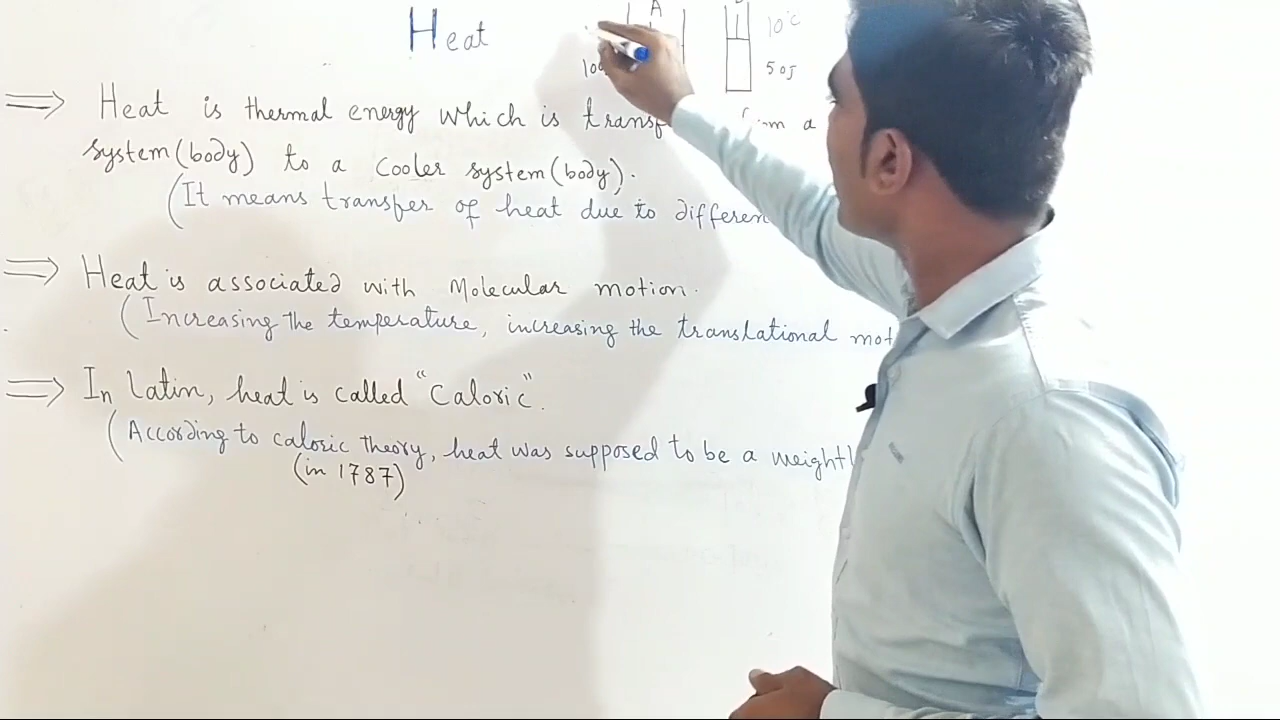 Heat
A
10°C
50J
⇒ Heat is thermal energy which is a
system(body) to a cooler system(body).
(It means transfer of heat due to
⇒ Heat is associated with Molecular motion.
(Increasing the temperature, increasing the translational
⇒ In Latin, heat is called "Caloric".
(According to caloric theory, heat was supposed to be a
(in 1787)